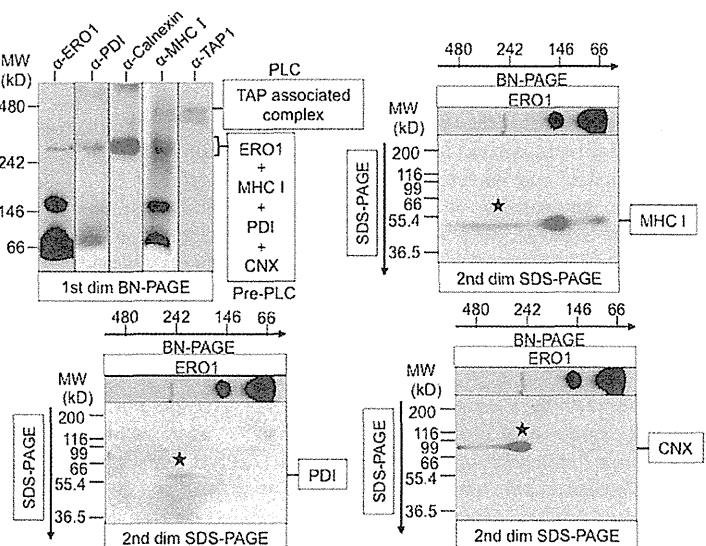 α-ERO1
α-PDI
α-Calnexin
α-MHC I
α-TAP1
MW
(kD)
480
242
146
66
PLC
TAP associated
complex
ERO1
+
MHC I
+
PDI
+
CNX
Pre-PLC
1st dim BN-PAGE
480 242 146 66
BN-PAGE
ERO1
MW
(kD)
200
116
99
66
55.4
36.5
SDS-PAGE
MHC I
2nd dim SDS-PAGE
480 242 146 66
BN-PAGE
ERO1
MW
(kD)
200
116
99
66
55.4
36.5
SDS-PAGE
PDI
2nd dim SDS-PAGE
480 242 146 66
BN-PAGE
ERO1
MW
(kD)
200
116
99
66
55.4
36.5
SDS-PAGE
CNX
2nd dim SDS-PAGE